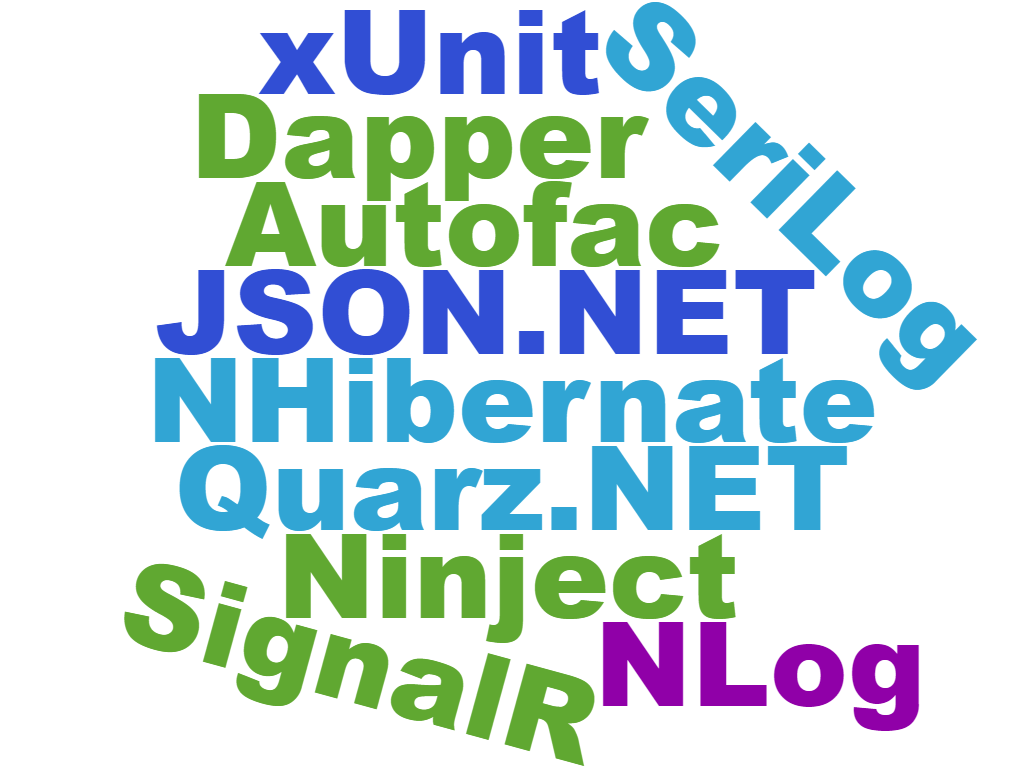 xUnit
SeriLog
Dapper
Autofac
JSON.NET
NHibernate
Quarz.NET
Ninject
SignalR
NLog